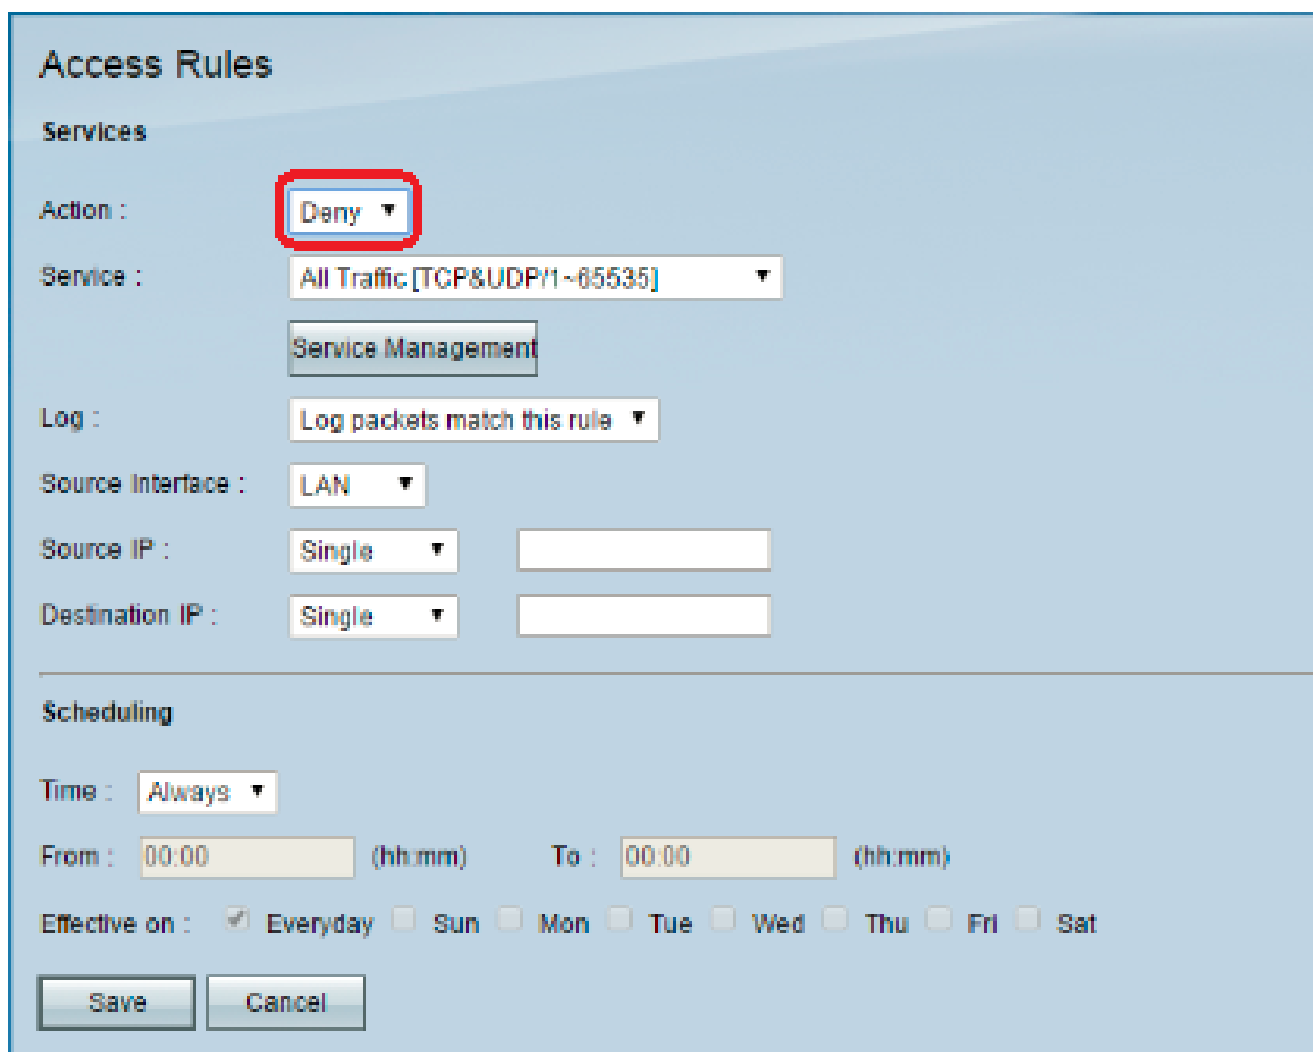 Access Rules
Services
Action : Deny
Service : All Traffic [TCP&UDP/1~65535]
Service Management
Log : Log packets match this rule
Source Interface : LAN
Source IP : Single
Destination IP : Single
Scheduling
Time : Always
From : 00:00 (hh:mm) To : 00:00 (hh:mm)
Effective on : Everyday Sun Mon Tue Wed Thu Fri Sat
Save Cancel